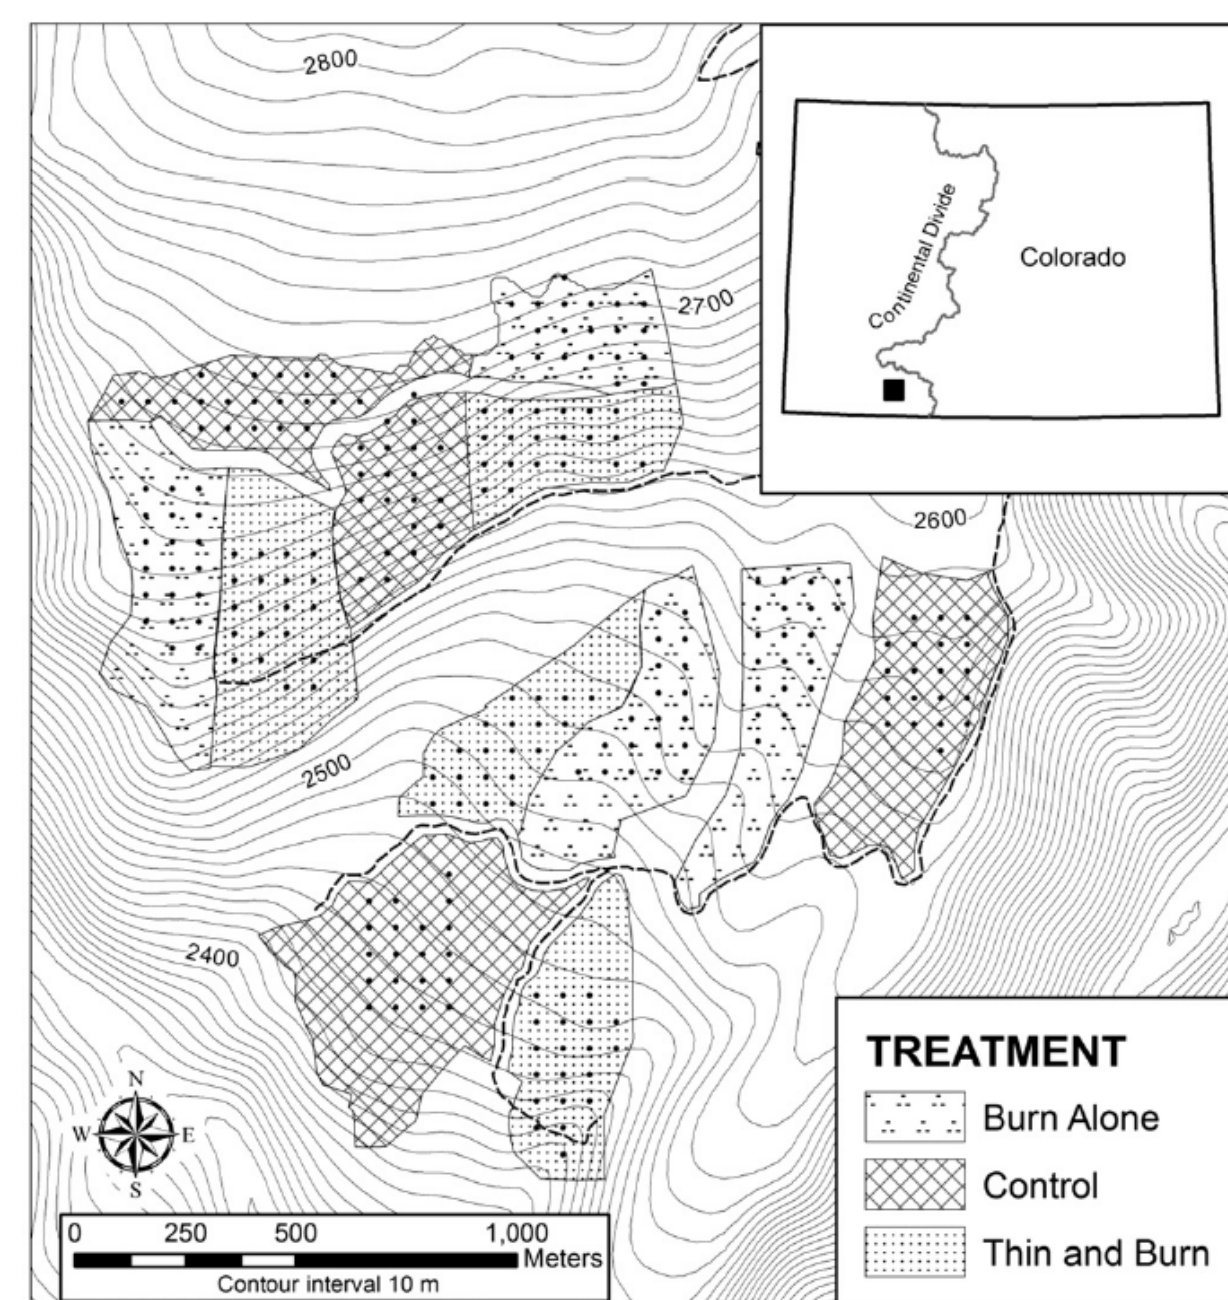 2800
Continental Divide
Colorado
2700
2600
2500
2400
N
W E
S
TREATMENT
Burn Alone
Control
Thin and Burn
0 250 500 1,000
Meters
Contour interval 10 m